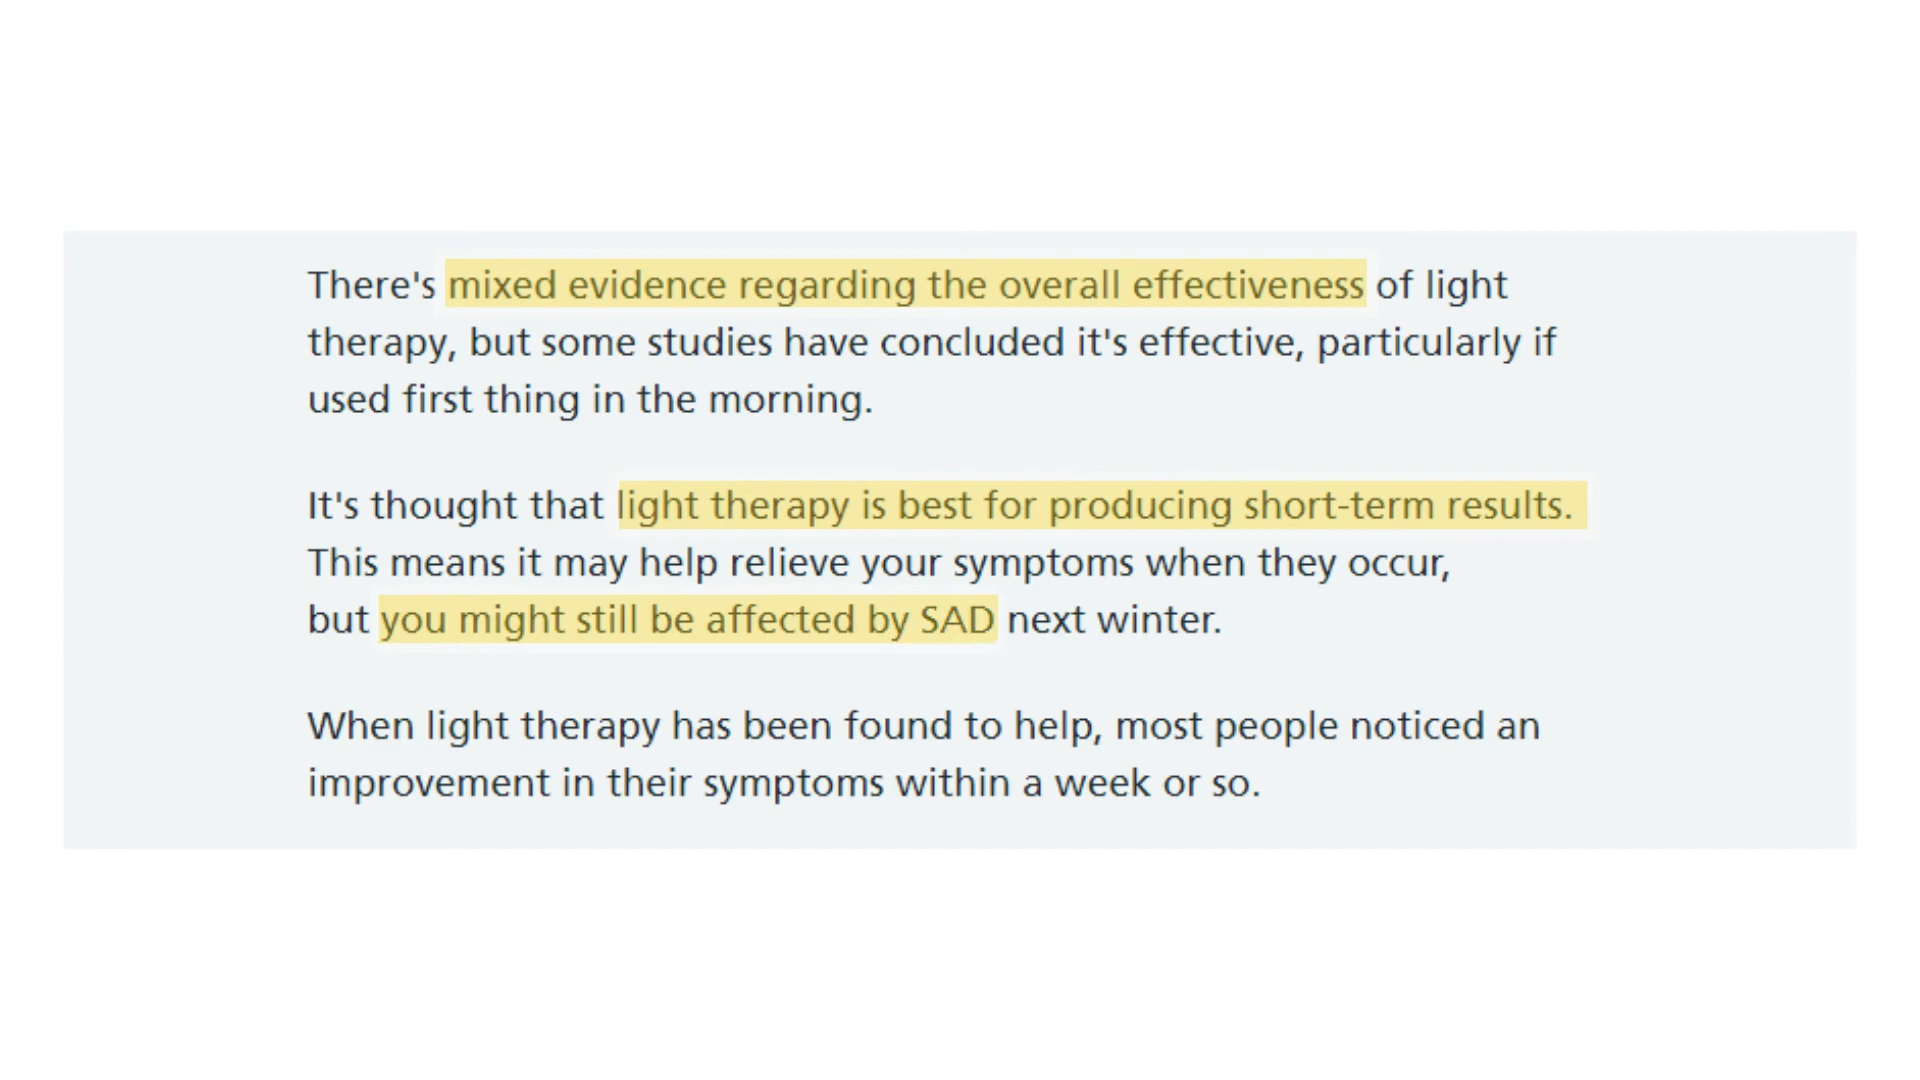 There's mixed evidence regarding the overall effectiveness of light
therapy, but some studies have concluded it's effective, particularly if
used first thing in the morning.
It's thought that light therapy is best for producing short-term results.
This means it may help relieve your symptoms when they occur,
but you might still be affected by SAD next winter.
When light therapy has been found to help, most people noticed an
improvement in their symptoms within a week or so.